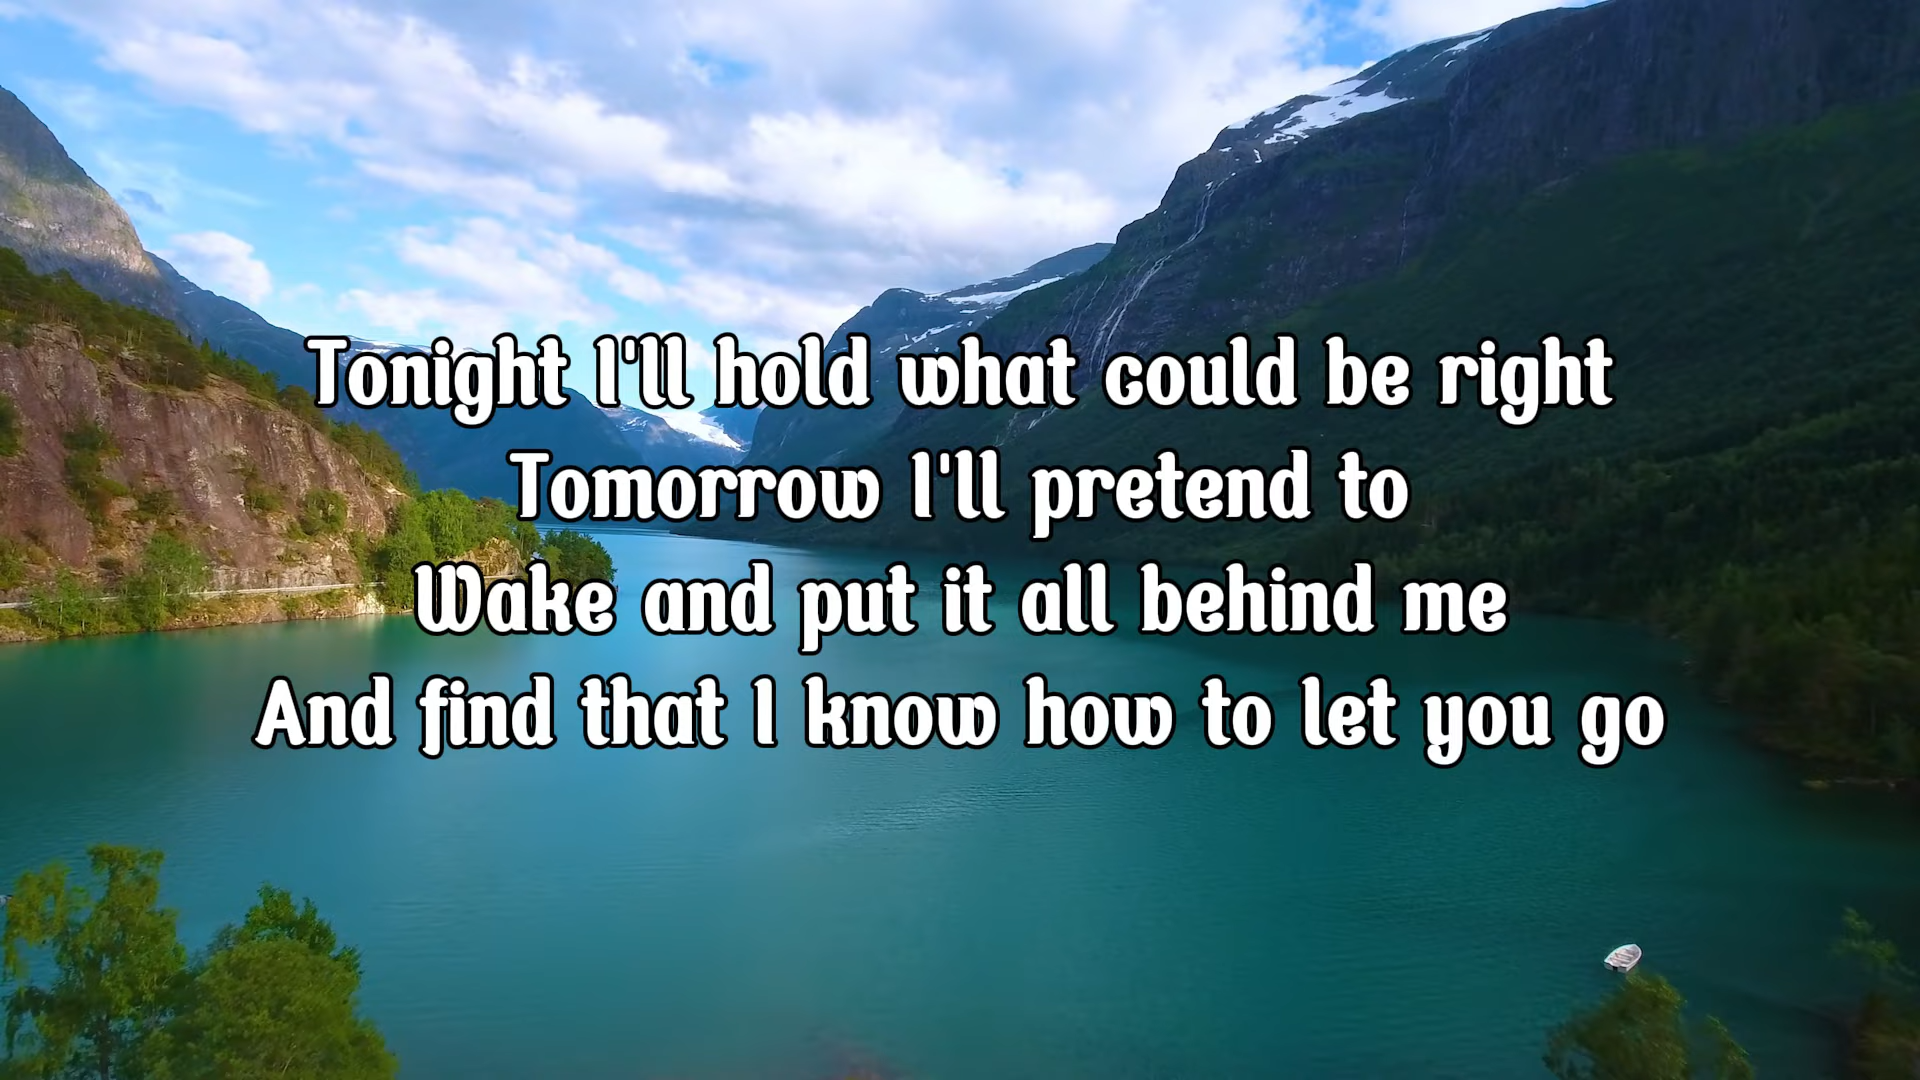 Tonight I'll hold what could be right
Tomorrow I'll pretend to
Wake and put it all behind me
And find that I know how to let you go